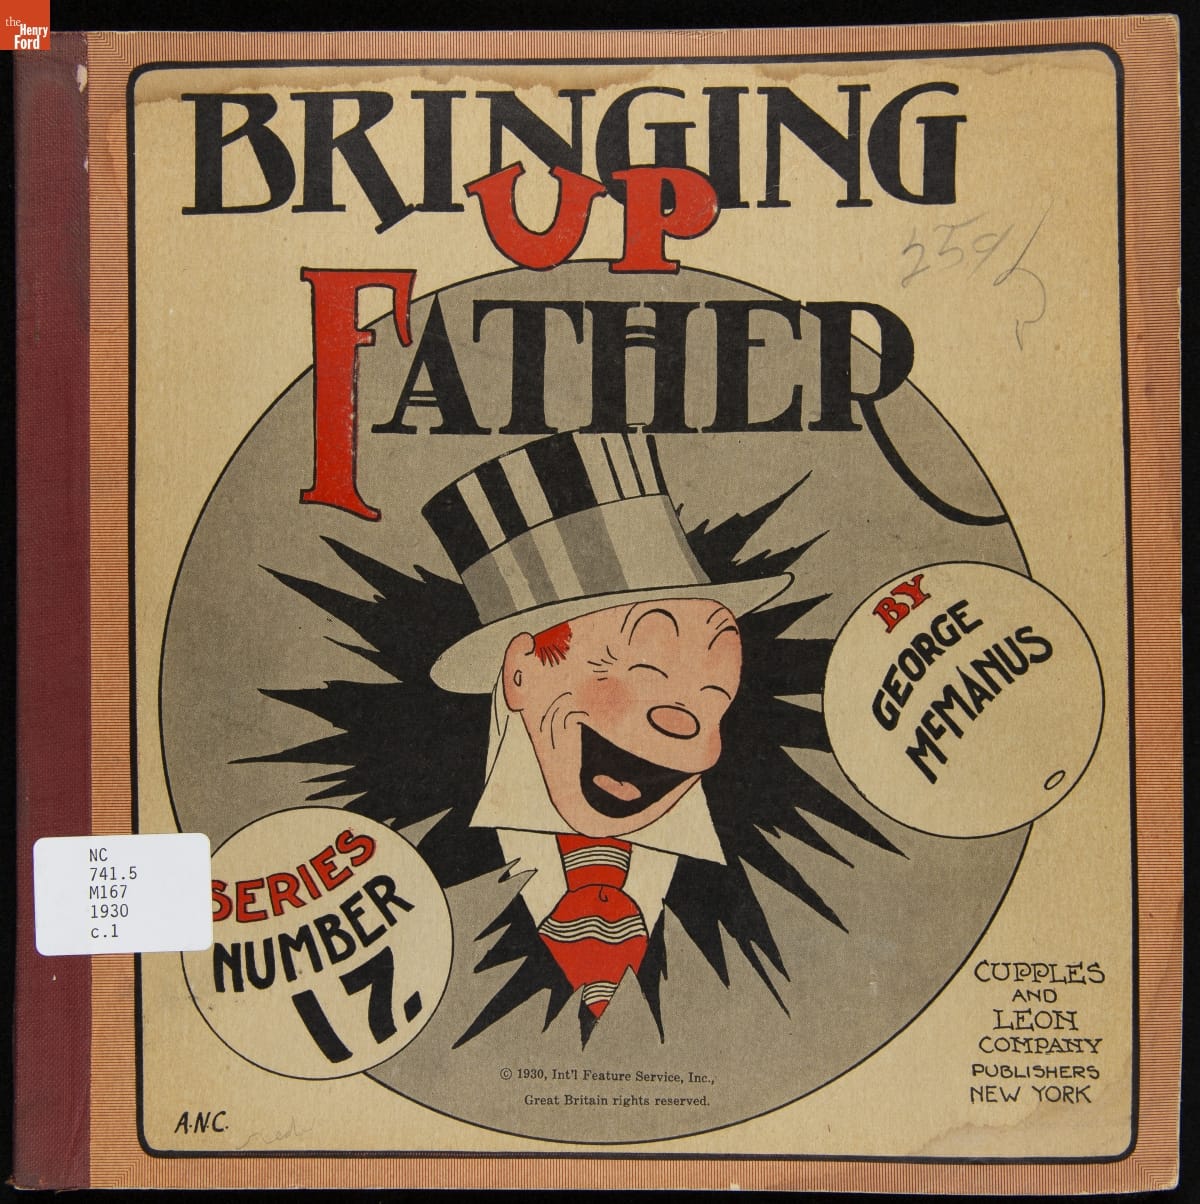 the
Henry
Ford
BRINGING
UP
FATHER
BY
GEORGE
McMANUS
SERIES
NUMBER
17.
NC
741.5
M167
1930
c.1
CUPPLES
AND
LEON
COMPANY
PUBLISHERS
NEW YORK
© 1930, Int'l Feature Service, Inc.,
Great Britain rights reserved.
A.N.C.